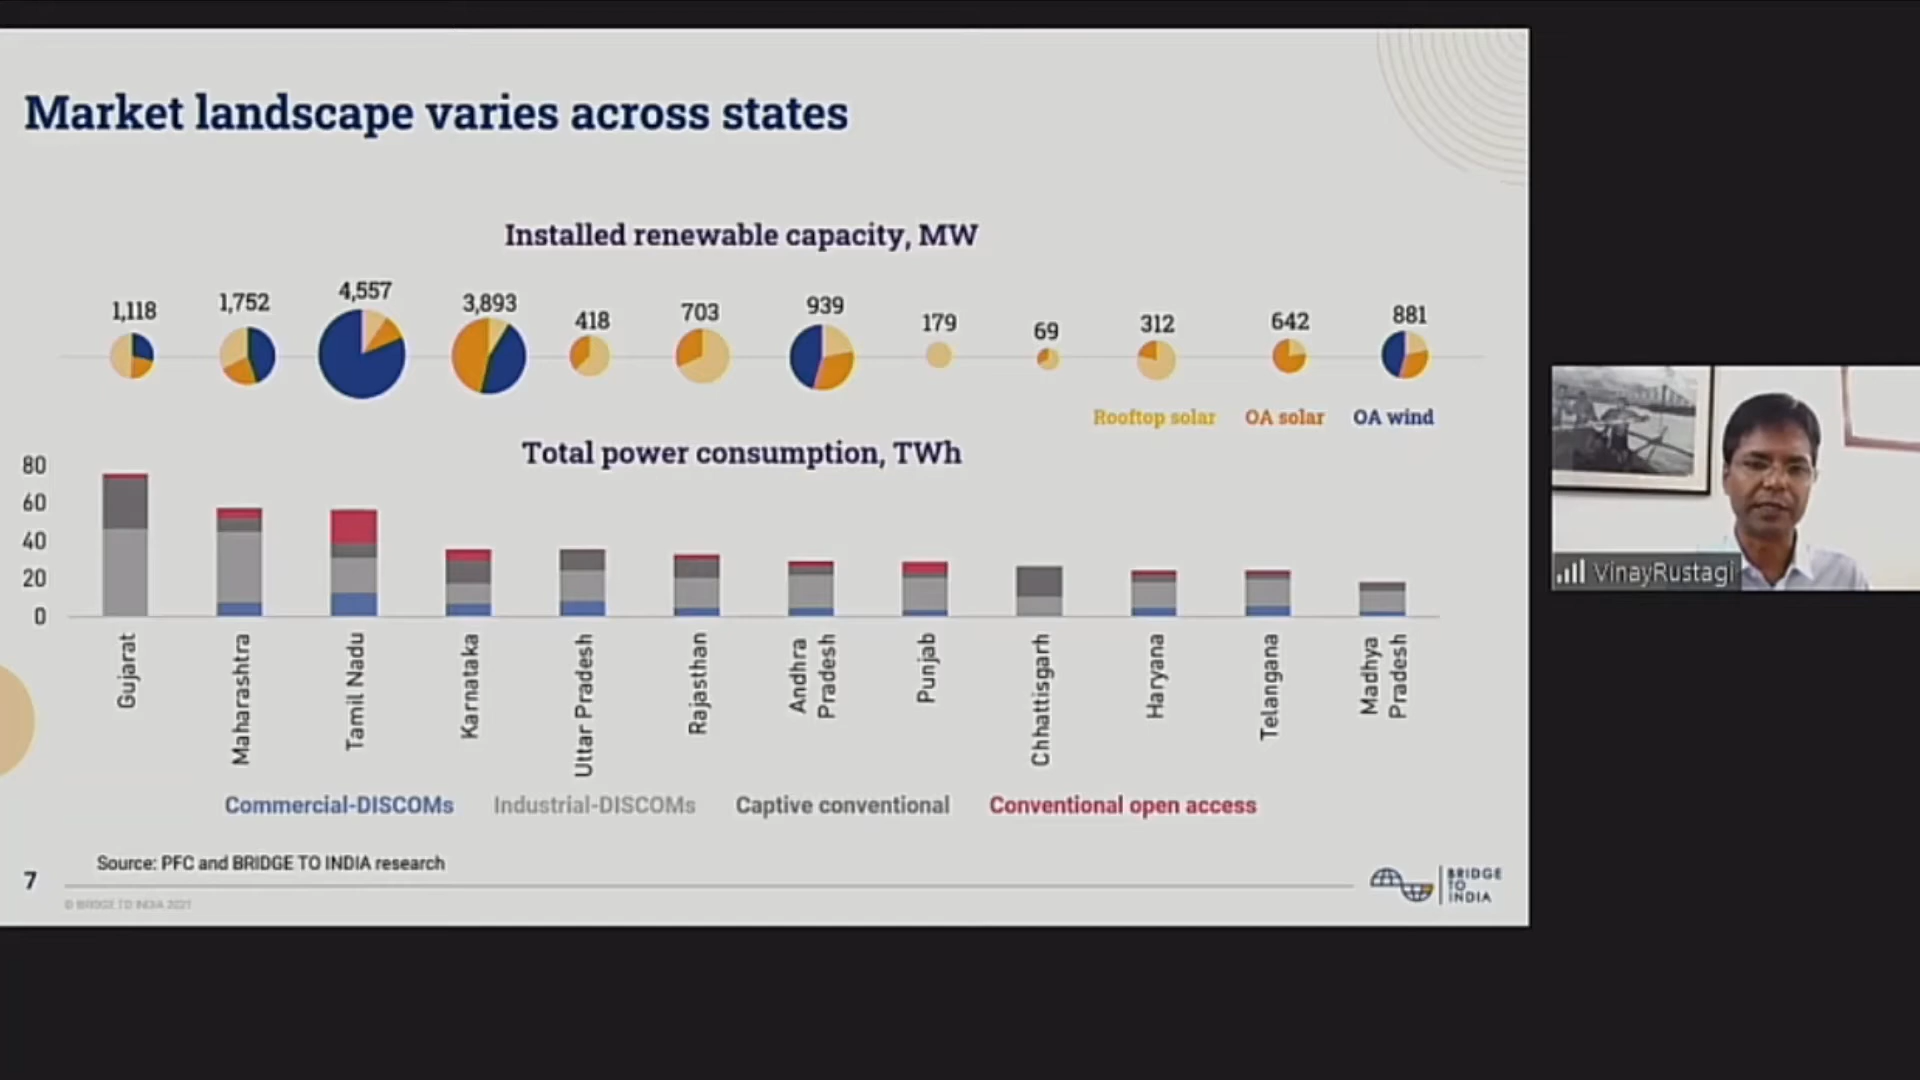 Market landscape varies across states
Installed renewable capacity, MW
1,118
1,752
4,557
3,893
418
703
939
179
69
312
642
881
Rooftop solar
OA solar
OA wind
Total power consumption, TWh
80
60
40
20
0
Gujarat
Maharashtra
Tamil Nadu
Karnataka
Uttar Pradesh
Rajasthan
Andhra
Pradesh
Punjab
Chhattisgarh
Haryana
Telangana
Madhya
Pradesh
Commercial-DISCOMs
Industrial-DISCOMs
Captive conventional
Conventional open access
Source: PFC and BRIDGE TO INDIA research
7
© BRIDGE TO INDIA 2021
BRIDGE
TO
INDIA
VinayRustagi